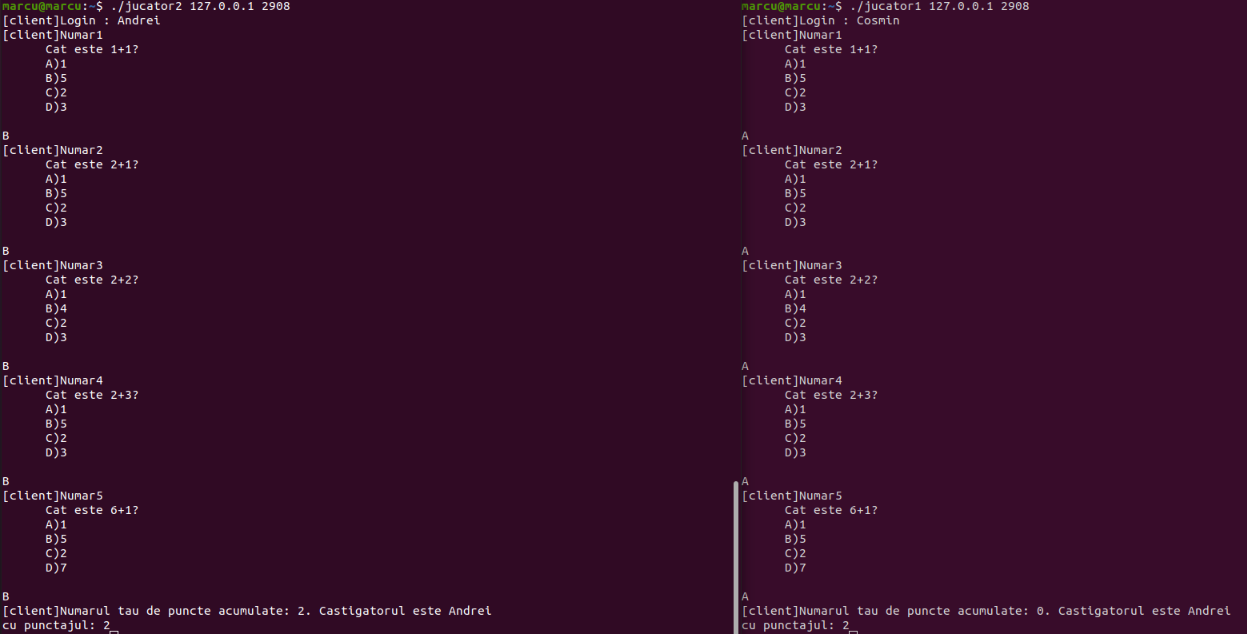 marcu@marcu:~$ ./jucator2 127.0.0.1 2908
[client]Login : Andrei
[client]Numar1
Cat este 1+1?
A)1
B)5
C)2
D)3
B
[client]Numar2
Cat este 2+1?
A)1
B)5
C)2
D)3
B
[client]Numar3
Cat este 2+2?
A)1
B)4
C)2
D)3
B
[client]Numar4
Cat este 2+3?
A)1
B)5
C)2
D)3
B
[client]Numar5
Cat este 6+1?
A)1
B)5
C)2
D)7
B
[client]Numarul tau de puncte acumulate: 2. Castigatorul este Andrei
cu punctajul: 2
marcu@marcu:~$ ./jucator1 127.0.0.1 2908
[client]Login : Cosmin
[client]Numar1
Cat este 1+1?
A)1
B)5
C)2
D)3
A
[client]Numar2
Cat este 2+1?
A)1
B)5
C)2
D)3
A
[client]Numar3
Cat este 2+2?
A)1
B)4
C)2
D)3
A
[client]Numar4
Cat este 2+3?
A)1
B)5
C)2
D)3
A
[client]Numar5
Cat este 6+1?
A)1
B)5
C)2
D)7
A
[client]Numarul tau de puncte acumulate: 0. Castigatorul este Andrei
cu punctajul: 2